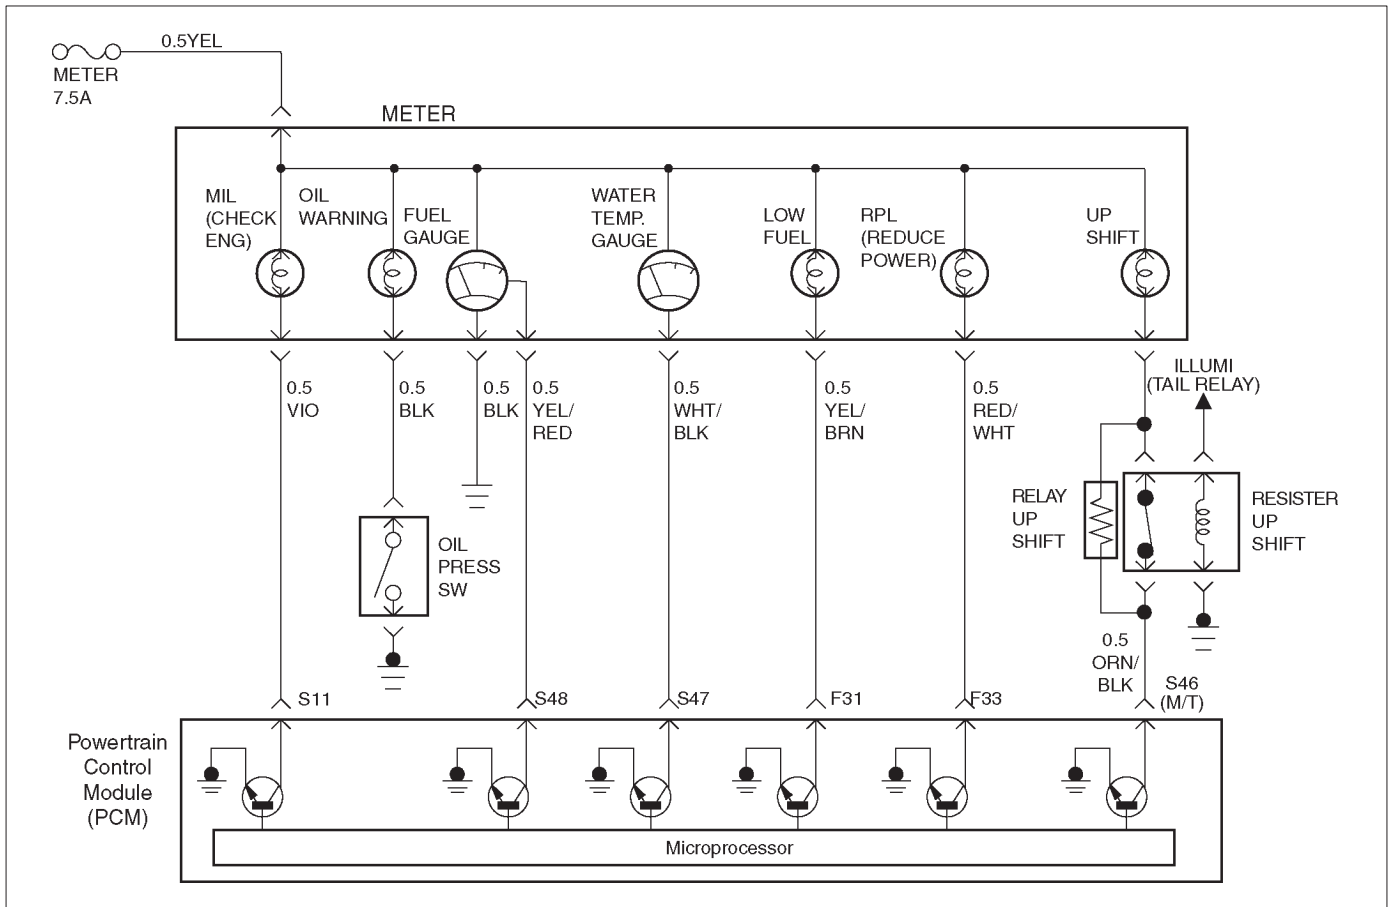 0.5YEL
METER
7.5A
METER
MIL
(CHECK
ENG)
OIL
WARNING
FUEL
GAUGE
WATER
TEMP.
GAUGE
LOW
FUEL
RPL
(REDUCE
POWER)
UP
SHIFT
0.5
VIO
0.5
BLK
0.5
BLK
0.5
YEL/
RED
0.5
WHT/
BLK
0.5
YEL/
BRN
0.5
RED/
WHT
ILLUMI
(TAIL RELAY)
OIL
PRESS
SW
RELAY
UP
SHIFT
RESISTER
UP
SHIFT
0.5
ORN/
BLK
S11
S48
S47
F31
F33
S46
(M/T)
Powertrain
Control
Module
(PCM)
Microprocessor